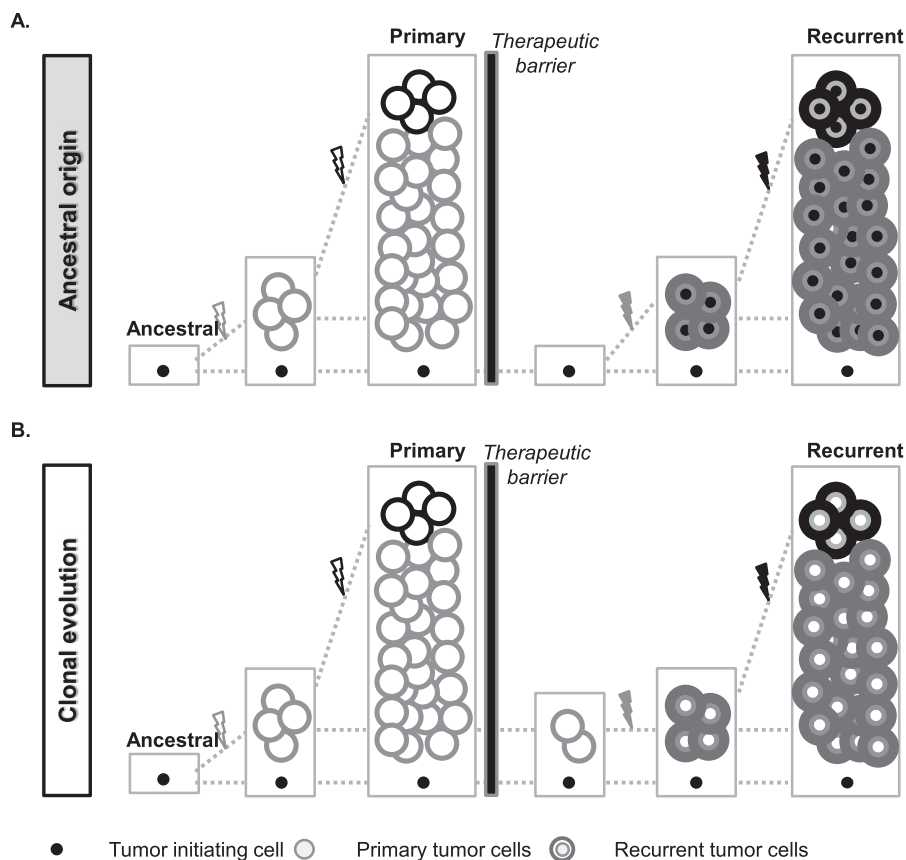 A.
Primary
Therapeutic
barrier
Recurrent
Ancestral origin
Ancestral
B.
Primary
Therapeutic
barrier
Recurrent
Clonal evolution
Ancestral
Tumor initiating cell
Primary tumor cells
Recurrent tumor cells